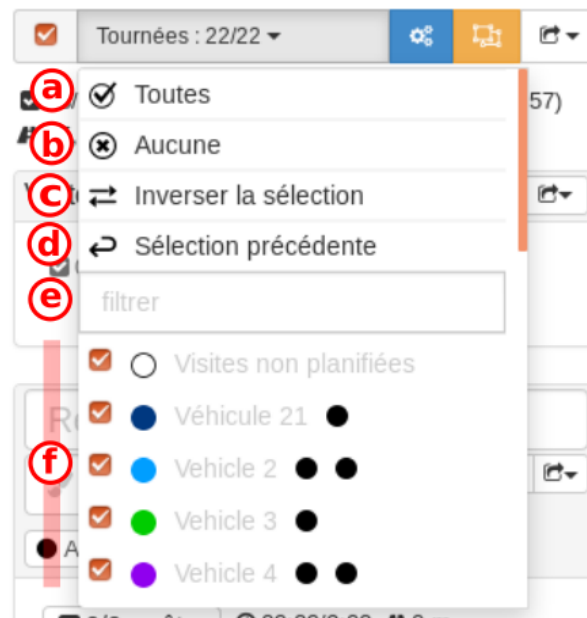 Tournées : 22/22
a Toutes
57)
b Aucune
c Inverser la sélection
d Sélection précédente
e filtrer
Visites non planifiées
Véhicule 21
f Vehicle 2
Vehicle 3
A
Vehicle 4